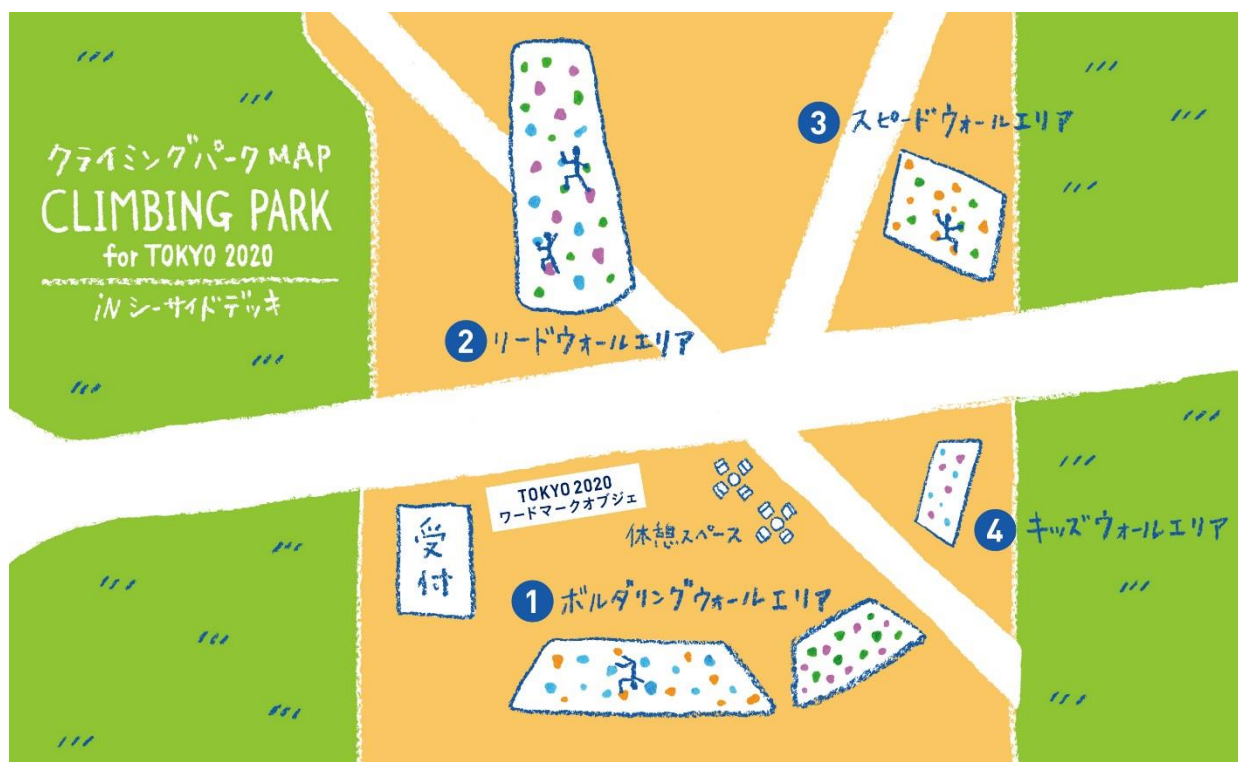 クライミングパークMAP
CLIMBING PARK
for TOKYO 2020
iN シーサイドデッキ
3 スピードウォールエリア
2 リードウォールエリア
TOKYO 2020
ワードマークオブジェ
受付
休憩スペース
4 キッズウォールエリア
1 ボルダリングウォールエリア